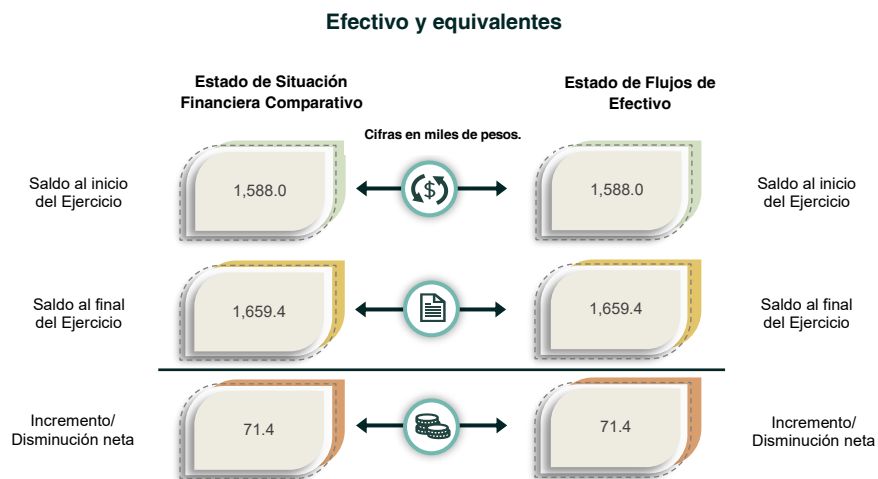 Efectivo y equivalentes
Estado de Situación
Financiera Comparativo
Estado de Flujos de
Efectivo
Cifras en miles de pesos.
Saldo al inicio
del Ejercicio
1,588.0
$
1,588.0
Saldo al inicio
del Ejercicio
Saldo al final
del Ejercicio
1,659.4
1,659.4
Saldo al final
del Ejercicio
Incremento/
Disminución neta
71.4
71.4
Incremento/
Disminución neta